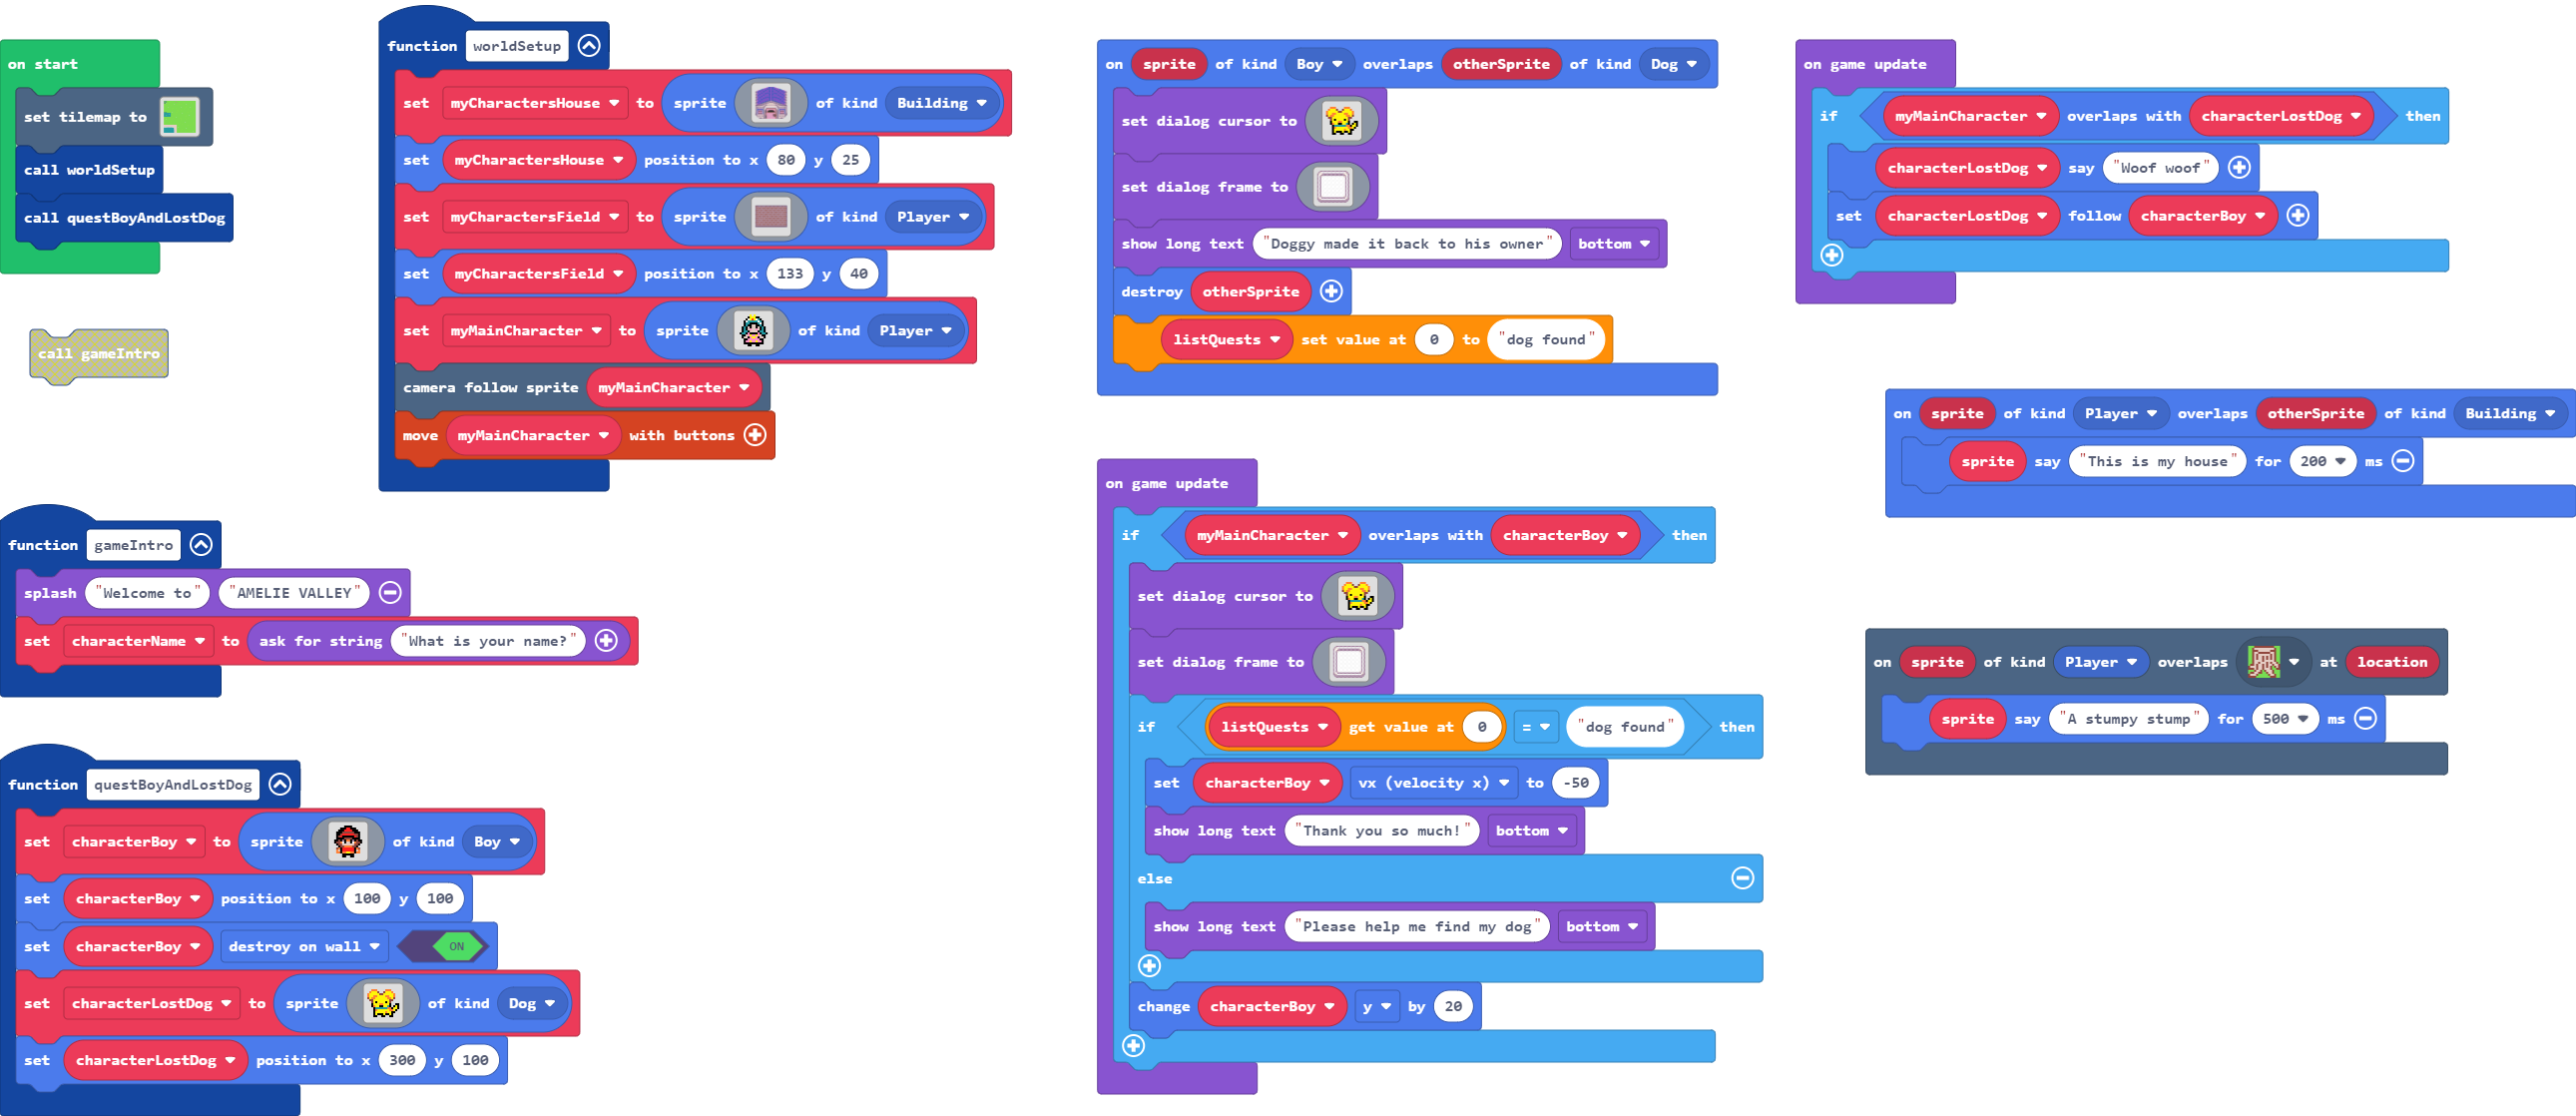 on start
set tilemap to
call worldSetup
call questBoyAndLostDog
call gameIntro
function worldSetup
set myCharactersHouse to sprite of kind Building
set myCharactersHouse position to x 80 y 25
set myCharactersField to sprite of kind Player
set myCharactersField position to x 133 y 40
set myMainCharacter to sprite of kind Player
camera follow sprite myMainCharacter
move myMainCharacter with buttons
function gameIntro
splash "Welcome to" "AMELIE VALLEY"
set characterName to ask for string "What is your name?"
function questBoyAndLostDog
set characterBoy to sprite of kind Boy
set characterBoy position to x 100 y 100
set characterBoy destroy on wall ON
set characterLostDog to sprite of kind Dog
set characterLostDog position to x 300 y 100
on sprite of kind Boy overlaps otherSprite of kind Dog
set dialog cursor to
set dialog frame to
show long text "Doggy made it back to his owner" bottom
destroy otherSprite
listQuests set value at 0 to "dog found"
on game update
if myMainCharacter overlaps with characterBoy then
set dialog cursor to
set dialog frame to
if listQuests get value at 0 = "dog found" then
set characterBoy vx (velocity x) to -50
show long text "Thank you so much!" bottom
else
show long text "Please help me find my dog" bottom
change characterBoy y by 20
on game update
if myMainCharacter overlaps with characterLostDog then
characterLostDog say "Woof woof"
set characterLostDog follow characterBoy
on sprite of kind Player overlaps otherSprite of kind Building
sprite say "This is my house" for 200 ms
on sprite of kind Player overlaps at location
sprite say "A stumpy stump" for 500 ms